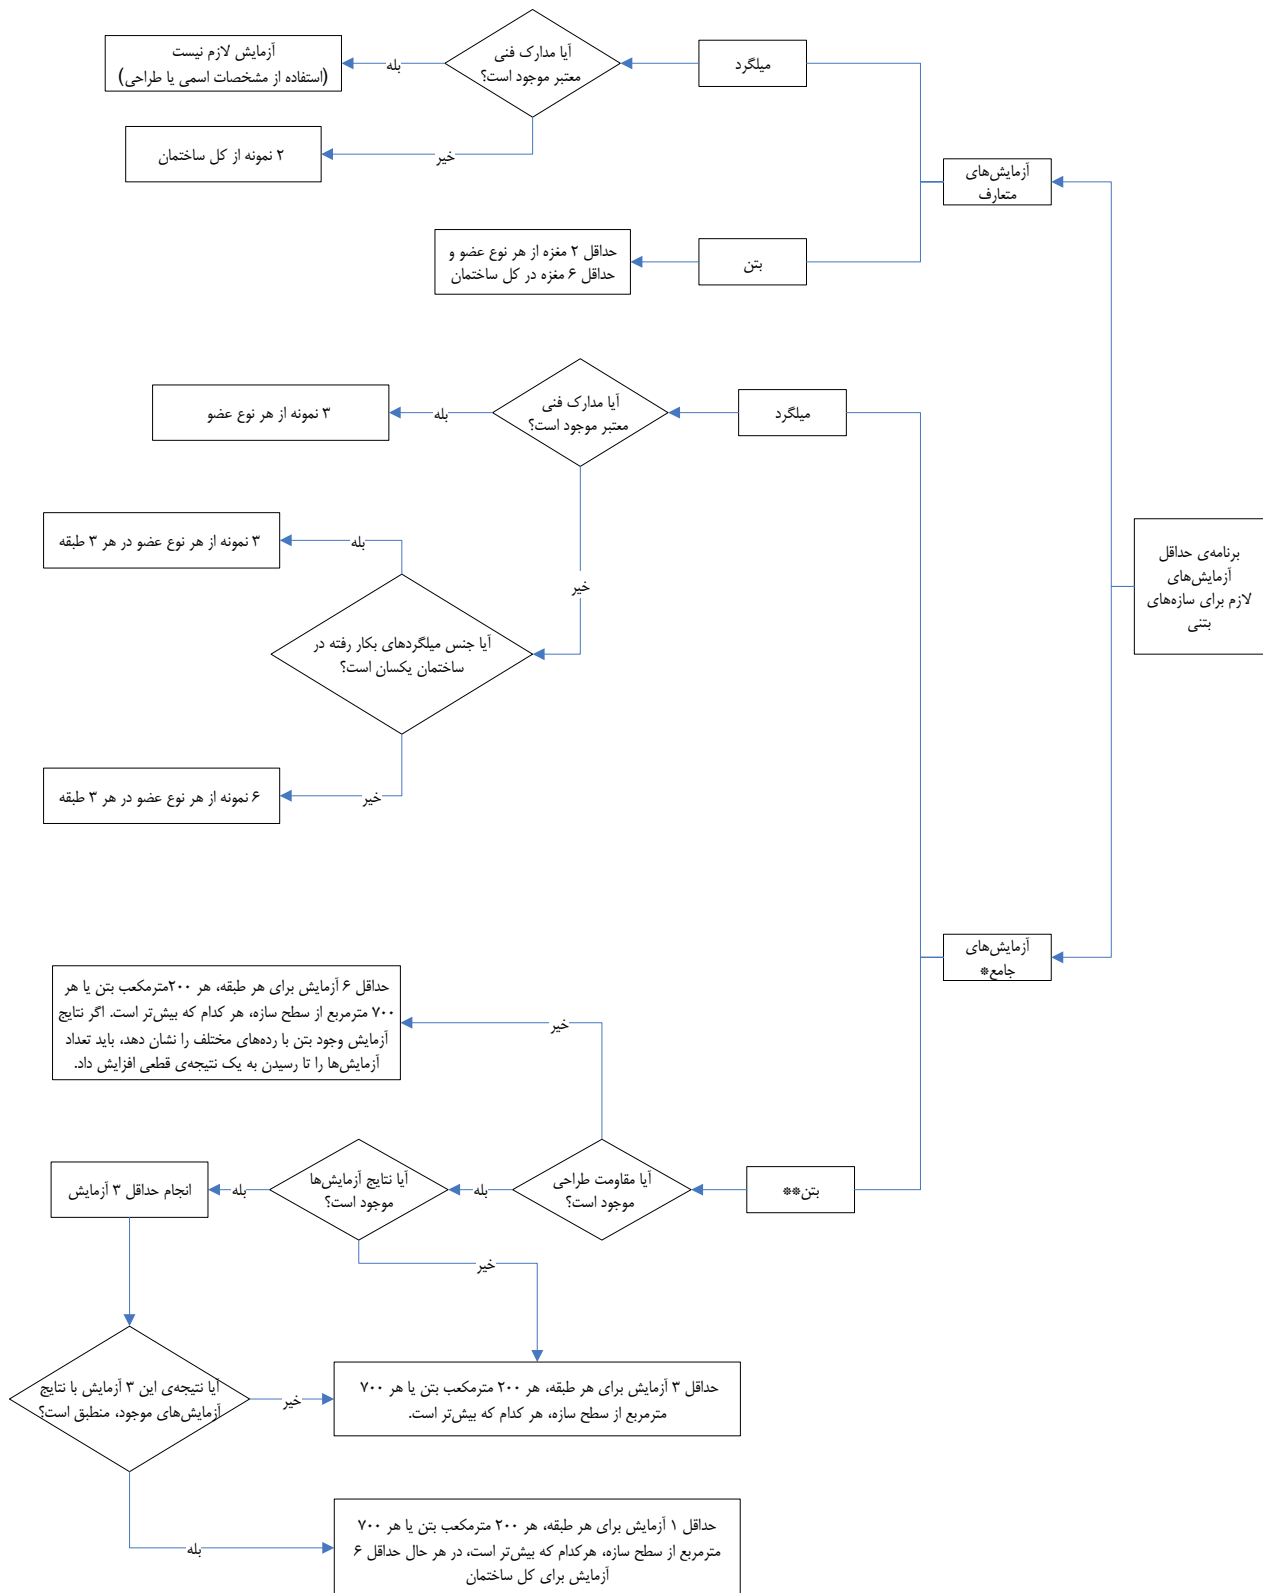 برنامه‌ی حداقل
آزمایش‌های
لازم برای سازه‌های
بتنی
آزمایش‌های
متعارف
میلگرد
آیا مدارک فنی
معتبر موجود است؟
بله
آزمایش لازم نیست
(استفاده از مشخصات اسمی یا طراحی)
خیر
۲ نمونه از کل ساختمان
بتن
حداقل ۲ مغزه از هر نوع عضو و
حداقل ۶ مغزه در کل ساختمان
آزمایش‌های
جامع*
میلگرد
آیا مدارک فنی
معتبر موجود است؟
بله
۳ نمونه از هر نوع عضو
خیر
آیا جنس میلگردهای بکار رفته در
ساختمان یکسان است؟
بله
۳ نمونه از هر نوع عضو در هر ۳ طبقه
خیر
۶ نمونه از هر نوع عضو در هر ۳ طبقه
بتن**
آیا مقاومت طراحی
موجود است؟
خیر
حداقل ۶ آزمایش برای هر طبقه، هر ۲۰۰مترمکعب بتن یا هر
۷۰۰ مترمربع از سطح سازه، هر کدام که بیش‌تر است. اگر نتایج
آزمایش وجود بتن با رده‌های مختلف را نشان دهد، باید تعداد
آزمایش‌ها را تا رسیدن به یک نتیجه‌ی قطعی افزایش داد.
بله
آیا نتایج آزمایش‌ها
موجود است؟
بله
انجام حداقل ۳ آزمایش
خیر
آیا نتیجه‌ی این ۳ آزمایش با نتایج
آزمایش‌های موجود، منطبق است؟
خیر
حداقل ۳ آزمایش برای هر طبقه، هر ۲۰۰ مترمکعب بتن یا هر ۷۰۰
مترمربع از سطح سازه، هر کدام که بیش‌تر است.
بله
حداقل ۱ آزمایش برای هر طبقه، هر ۲۰۰ مترمکعب بتن یا هر ۷۰۰
مترمربع از سطح سازه، هرکدام که بیش‌تر است، در هر حال حداقل ۶
آزمایش برای کل ساختمان